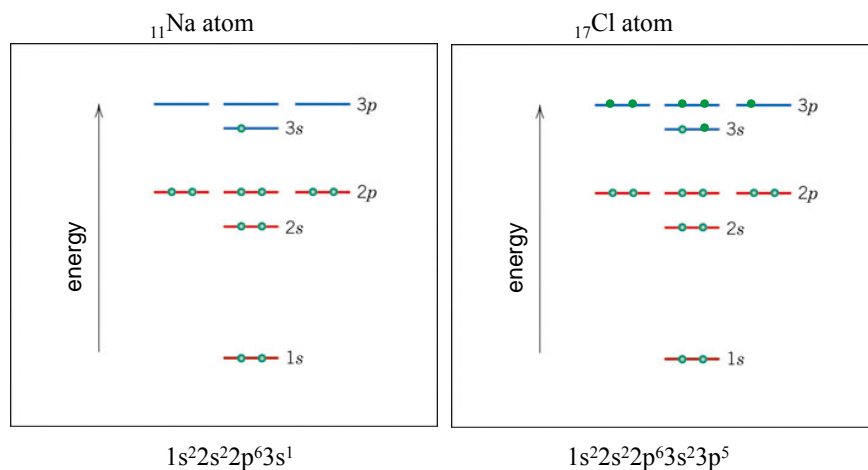 ₁₁Na atom
3p
3s
2p
2s
energy
1s
1s²2s²2p⁶3s¹
₁₇Cl atom
3p
3s
2p
2s
energy
1s
1s²2s²2p⁶3s²3p⁵